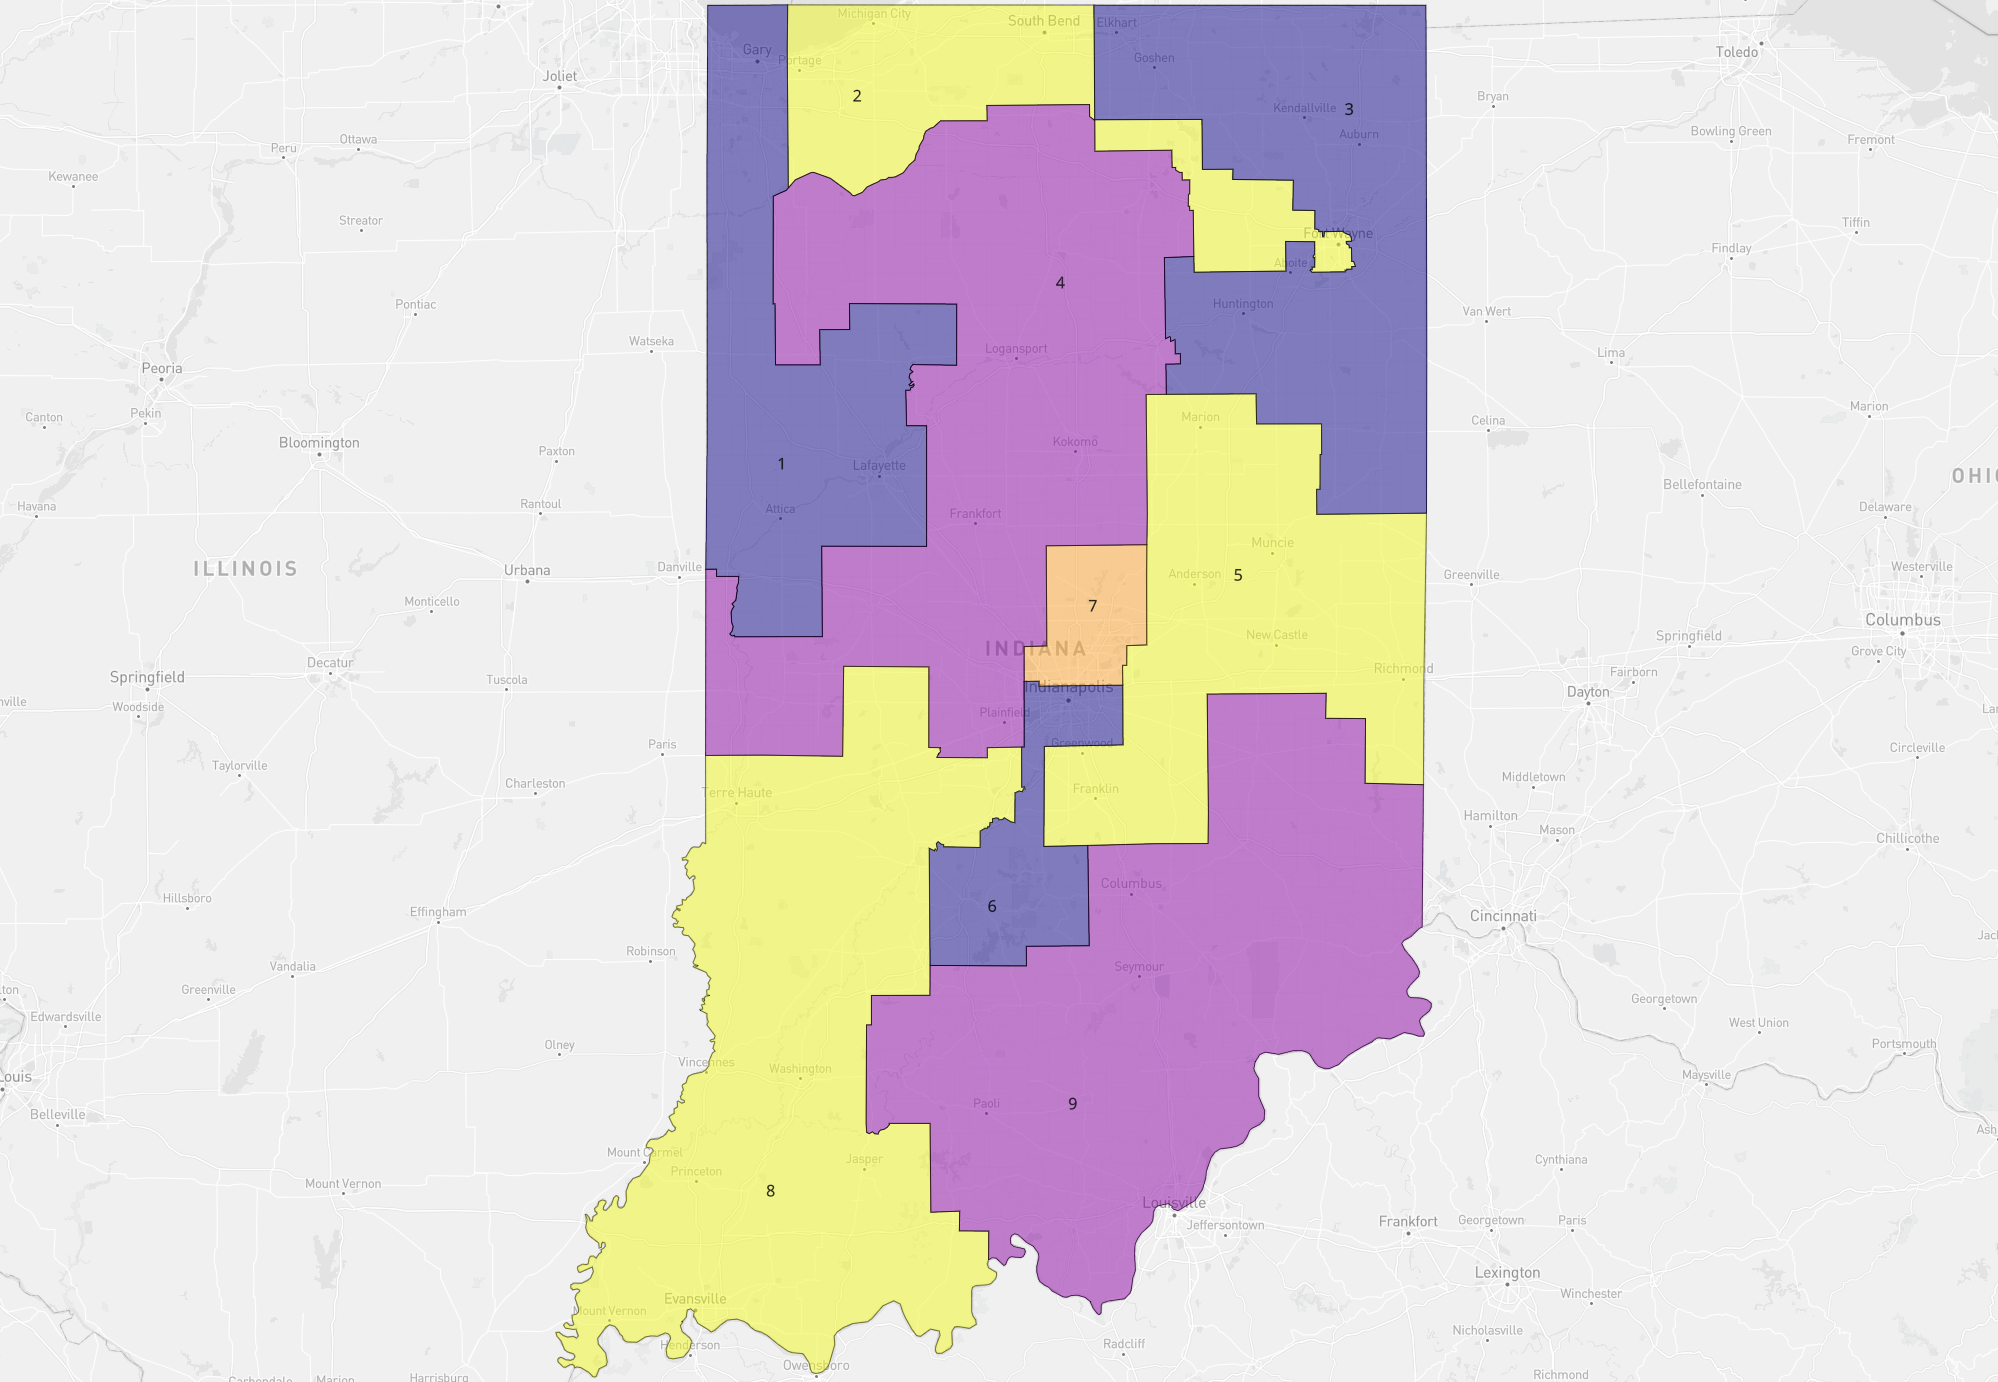 Michigan City
South Bend
Elkhart
Gary
Portage
Goshen
Toledo
Joliet
2
3
Bryan
Kendallville
Auburn
Bowling Green
Fremont
Ottawa
Peru
Kewanee
Streator
Fort Wayne
Tiffin
Findlay
Aboite
4
Pontiac
Huntington
Van Wert
Watseka
Logansport
Lima
Peoria
Pekin
Canton
Bloomington
Marion
Marion
Celina
Kokomo
Paxton
1
Lafayette
OHIO
Bellefontaine
Havana
Rantoul
Attica
Frankfort
Delaware
Muncie
ILLINOIS
Urbana
Danville
Anderson
5
Greenville
Westerville
Monticello
7
Columbus
New Castle
Springfield
INDIANA
Grove City
Decatur
Richmond
Fairborn
Springfield
Tuscola
Indianapolis
Dayton
Woodside
Plainfield
Paris
Greenwood
Circleville
Taylorville
Charleston
Terre Haute
Franklin
Middletown
Hamilton
Mason
Chillicothe
Columbus
Hillsboro
6
Effingham
Cincinnati
Robinson
Vandalia
Seymour
Greenville
Georgetown
Edwardsville
West Union
Olney
Vincennes
Washington
Portsmouth
Louis
Maysville
9
Paoli
Belleville
Mount Carmel
Jasper
Princeton
Cynthiana
Mount Vernon
8
Louisville
Jeffersontown
Frankfort
Georgetown
Paris
Lexington
Evansville
Winchester
Mount Vernon
Nicholasville
Henderson
Radcliff
Owensboro
Richmond
Carbondale
Marion
Harrisburg